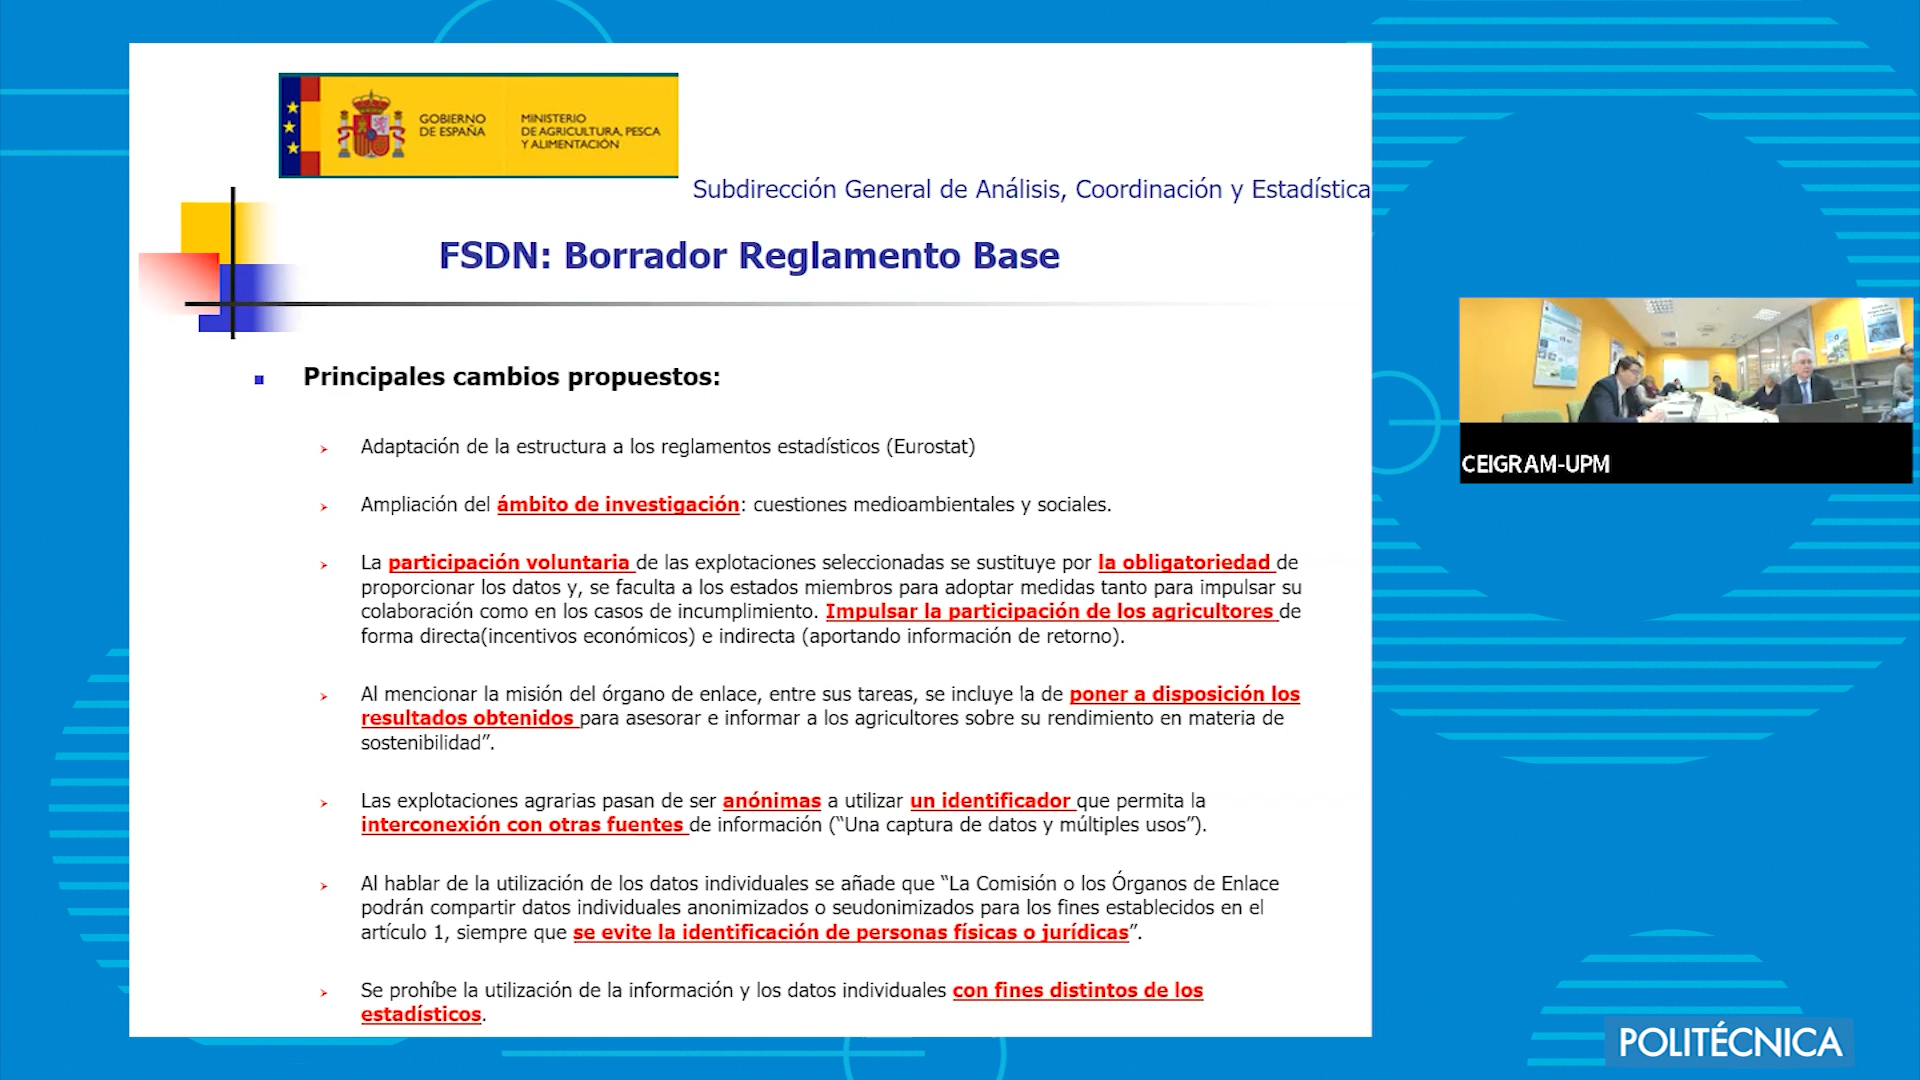 GOBIERNO
DE ESPAÑA
MINISTERIO
DE AGRICULTURA, PESCA
Y ALIMENTACIÓN
Subdirección General de Análisis, Coordinación y Estadística
FSDN: Borrador Reglamento Base
Principales cambios propuestos:
Adaptación de la estructura a los reglamentos estadísticos (Eurostat)
Ampliación del ámbito de investigación: cuestiones medioambientales y sociales.
La participación voluntaria de las explotaciones seleccionadas se sustituye por la obligatoriedad de
proporcionar los datos y, se faculta a los estados miembros para adoptar medidas tanto para impulsar su
colaboración como en los casos de incumplimiento. Impulsar la participación de los agricultores de
forma directa(incentivos económicos) e indirecta (aportando información de retorno).
Al mencionar la misión del órgano de enlace, entre sus tareas, se incluye la de poner a disposición los
resultados obtenidos para asesorar e informar a los agricultores sobre su rendimiento en materia de
sostenibilidad”.
Las explotaciones agrarias pasan de ser anónimas a utilizar un identificador que permita la
interconexión con otras fuentes de información (“Una captura de datos y múltiples usos”).
Al hablar de la utilización de los datos individuales se añade que “La Comisión o los Órganos de Enlace
podrán compartir datos individuales anonimizados o seudonimizados para los fines establecidos en el
artículo 1, siempre que se evite la identificación de personas físicas o jurídicas”.
Se prohíbe la utilización de la información y los datos individuales con fines distintos de los
estadísticos.
CEIGRAM-UPM
POLITÉCNICA